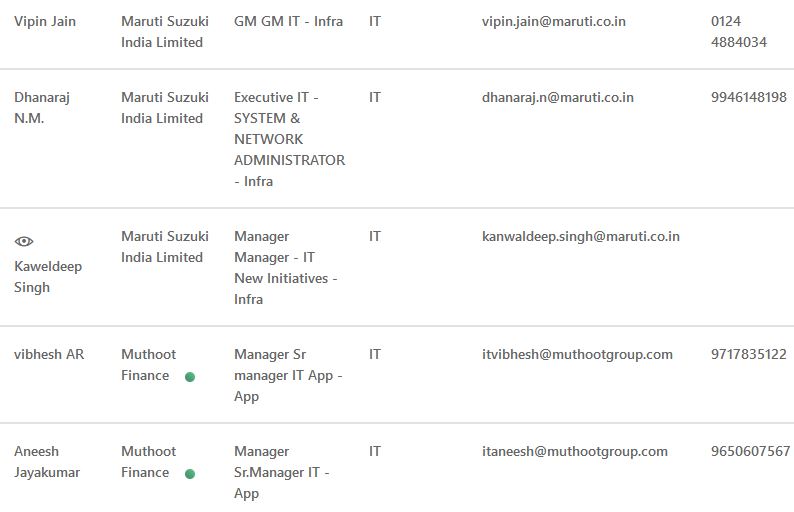 Vipin Jain
Maruti Suzuki
India Limited
GM GM IT - Infra
IT
vipin.jain@maruti.co.in
0124
4884034
Dhanaraj
N.M.
Maruti Suzuki
India Limited
Executive IT -
SYSTEM &
NETWORK
ADMINISTRATOR
- Infra
IT
dhanaraj.n@maruti.co.in
9946148198
Kaweldeep
Singh
Maruti Suzuki
India Limited
Manager
Manager - IT
New Initiatives -
Infra
IT
kanwaldeep.singh@maruti.co.in
vibhesh AR
Muthoot
Finance
Manager Sr
manager IT App -
App
IT
itvibhesh@muthootgroup.com
9717835122
Aneesh
Jayakumar
Muthoot
Finance
Manager
Sr.Manager IT -
App
IT
itaneesh@muthootgroup.com
9650607567